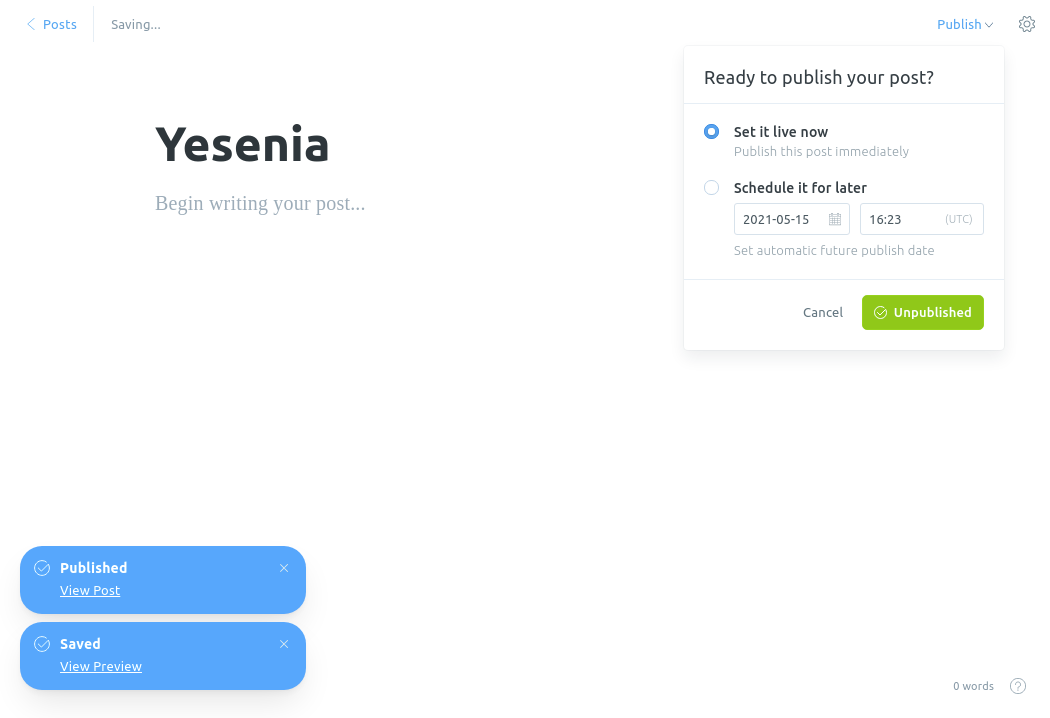 Posts
Saving...
Publish
Ready to publish your post?
Set it live now
Publish this post immediately
Schedule it for later
2021-05-15
16:23 (UTC)
Set automatic future publish date
Cancel
Unpublished
Yesenia
Begin writing your post...
Published
View Post
Saved
View Preview
0 words